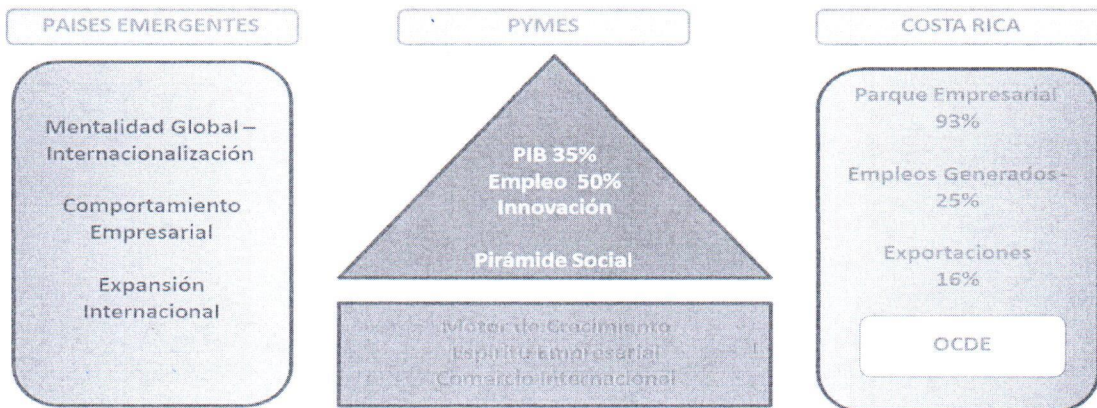 PAISES EMERGENTES
Mentalidad Global –
Internacionalización
Comportamiento
Empresarial
Expansión
Internacional
PYMES
PIB 35%
Empleo 50%
Innovación
Pirámide Social
Motor de Crecimiento
Espíritu Empresarial
Comercio Internacional
COSTA RICA
Parque Empresarial
93%
Empleos Generados -
25%
Exportaciones
16%
OCDE